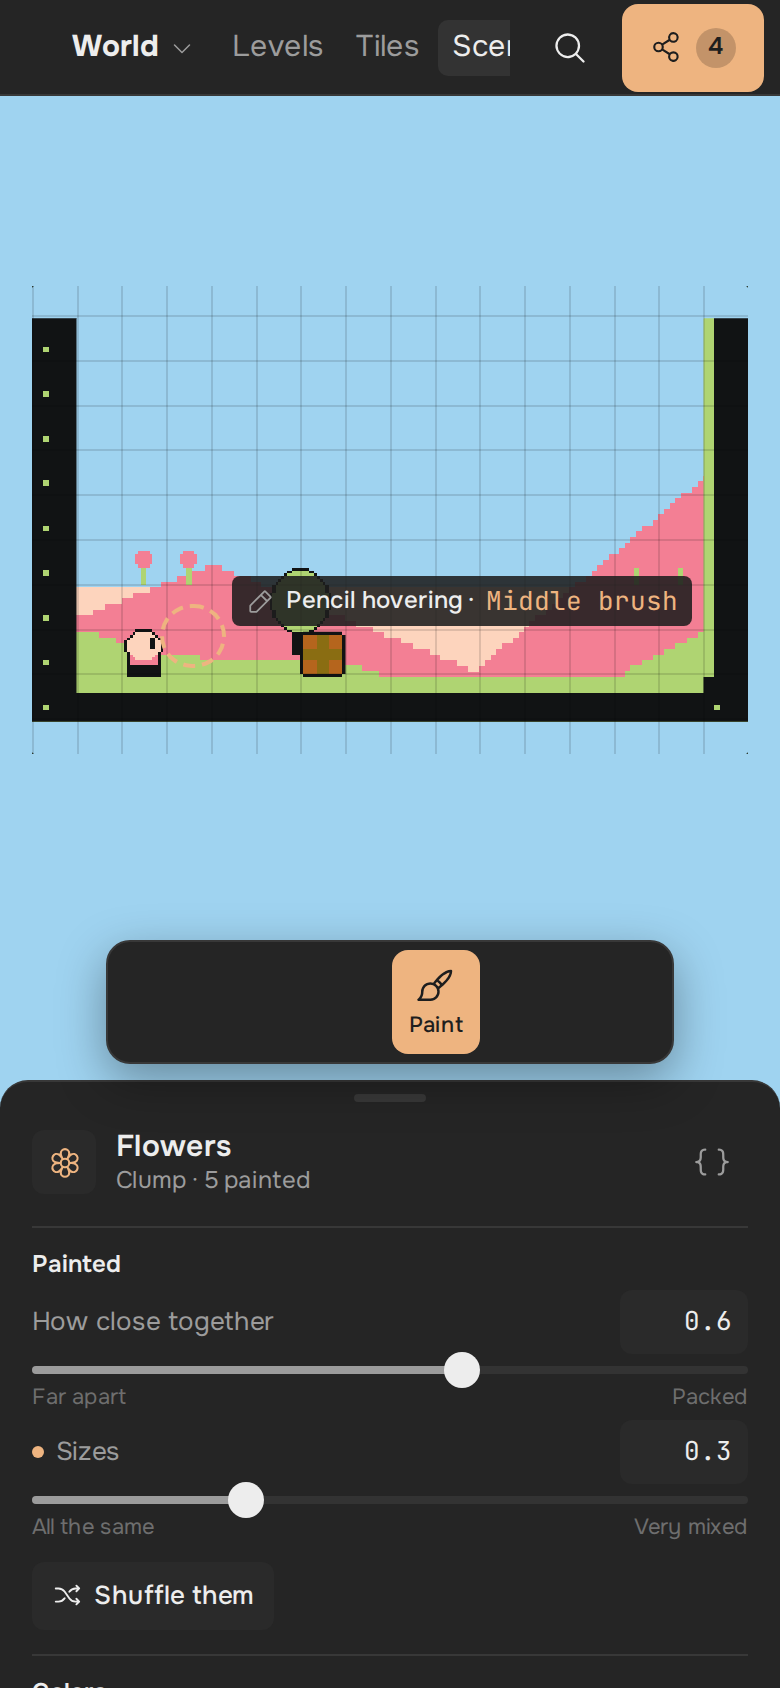 World Levels Tiles Scen 4
Pencil hovering · Middle brush
Paint
Flowers
Clump · 5 painted
Painted
How close together 0.6
Far apart Packed
Sizes 0.3
All the same Very mixed
Shuffle them